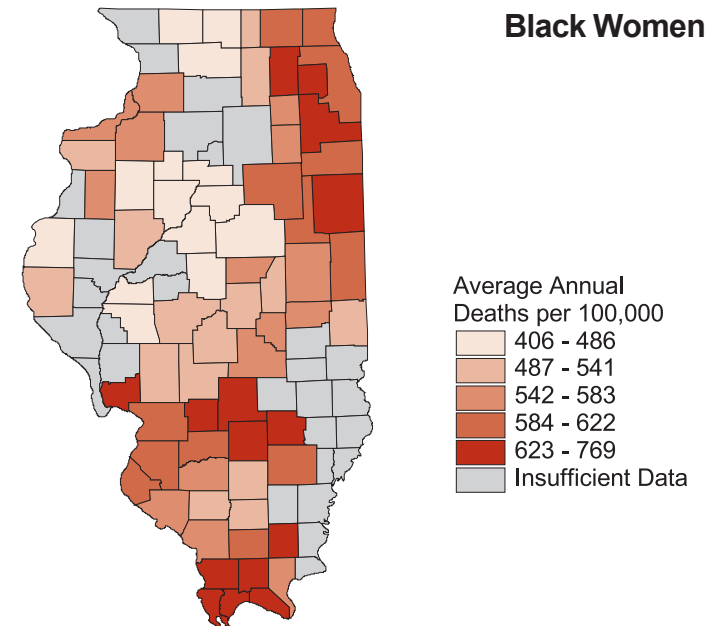 Black Women
Average Annual
Deaths per 100,000
406 - 486
487 - 541
542 - 583
584 - 622
623 - 769
Insufficient Data